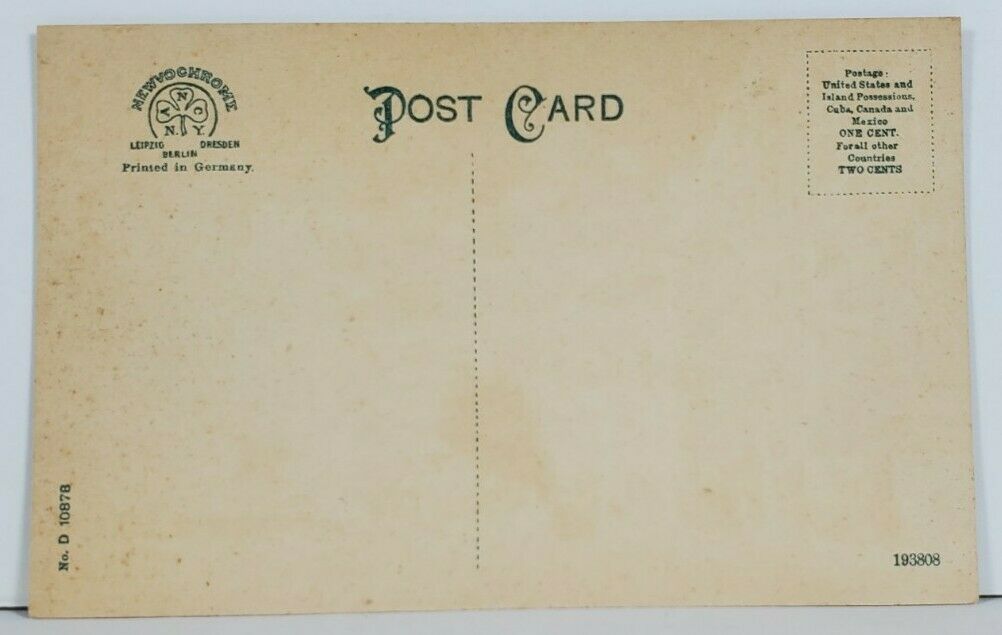 NEWVOCHROME
N.Y.
LEIPZIG DRESDEN
BERLIN
Printed in Germany.
POST CARD
Postage:
United States and
Island Possessions,
Cuba, Canada and
Mexico
ONE CENT.
For all other
Countries
TWO CENTS
No. D 10878
193808